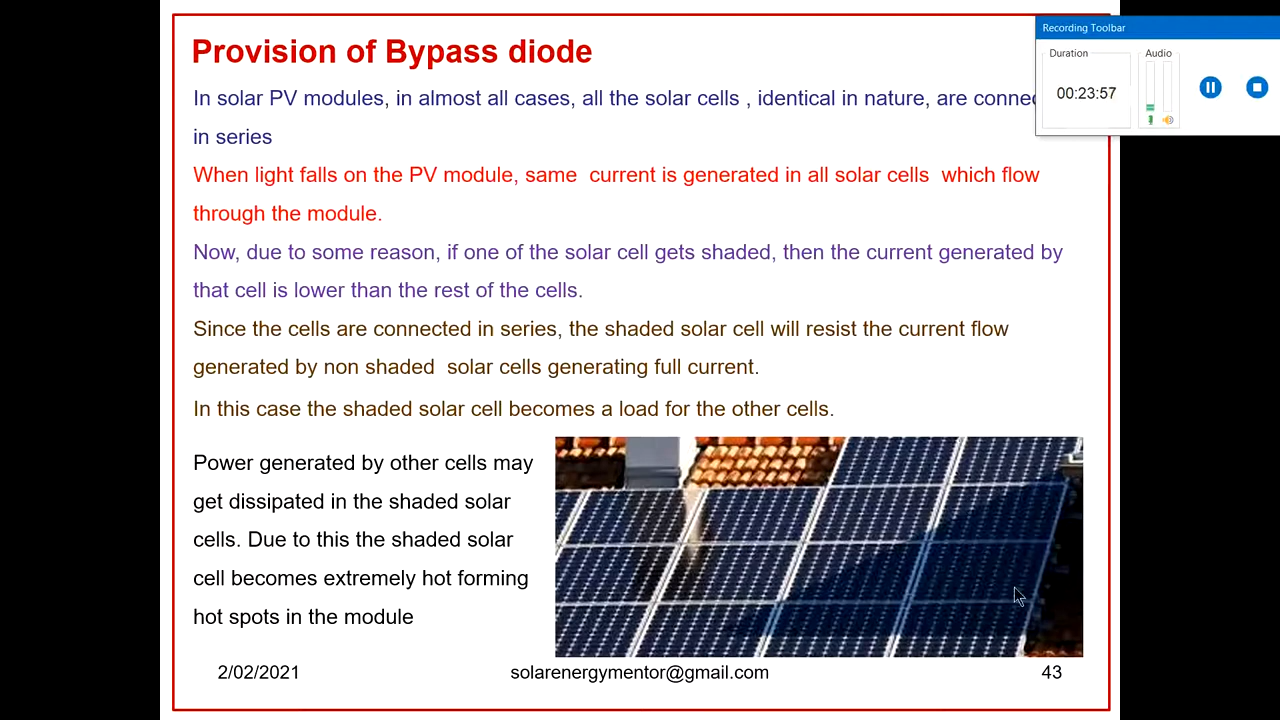 Provision of Bypass diode
In solar PV modules, in almost all cases, all the solar cells , identical in nature, are
in series
When light falls on the PV module, same current is generated in all solar cells which flow
through the module.
Now, due to some reason, if one of the solar cell gets shaded, then the current generated by
that cell is lower than the rest of the cells.
Since the cells are connected in series, the shaded solar cell will resist the current flow
generated by non shaded solar cells generating full current.
In this case the shaded solar cell becomes a load for the other cells.
Power generated by other cells may
get dissipated in the shaded solar
cells. Due to this the shaded solar
cell becomes extremely hot forming
hot spots in the module
2/02/2021
solarenergymentor@gmail.com
43
Recording Toolbar
Duration
00:23:57
Audio